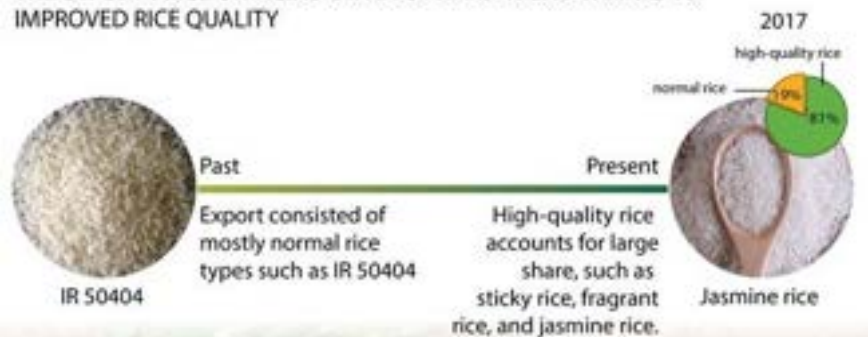 IMPROVED RICE QUALITY
2017
high-quality rice
normal rice
19%
81%
Past
Present
Export consisted of
mostly normal rice
types such as IR 50404
High-quality rice
accounts for large
share, such as
sticky rice, fragrant
rice, and jasmine rice.
IR 50404
Jasmine rice